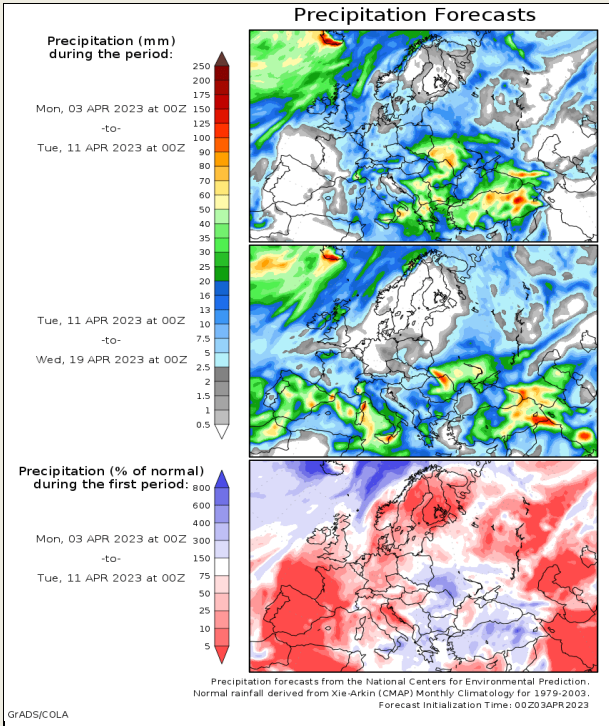 Precipitation Forecasts
Precipitation (mm)
during the period:
Mon, 03 APR 2023 at 00Z
-to-
Tue, 11 APR 2023 at 00Z
250
200
175
150
125
100
90
80
70
60
50
40
35
30
25
20
16
13
10
7.5
5
2.5
2
1.5
1
0.5
Tue, 11 APR 2023 at 00Z
-to-
Wed, 19 APR 2023 at 00Z
Precipitation (% of normal)
during the first period:
Mon, 03 APR 2023 at 00Z
-to-
Tue, 11 APR 2023 at 00Z
800
600
400
300
150
75
50
25
10
5
Precipitation forecasts from the National Centers for Environmental Prediction.
Normal rainfall derived from Xie-Arkin (CMAP) Monthly Climatology for 1979-2003.
Forecast Initialization Time: 00Z03APR2023
GrADS/COLA